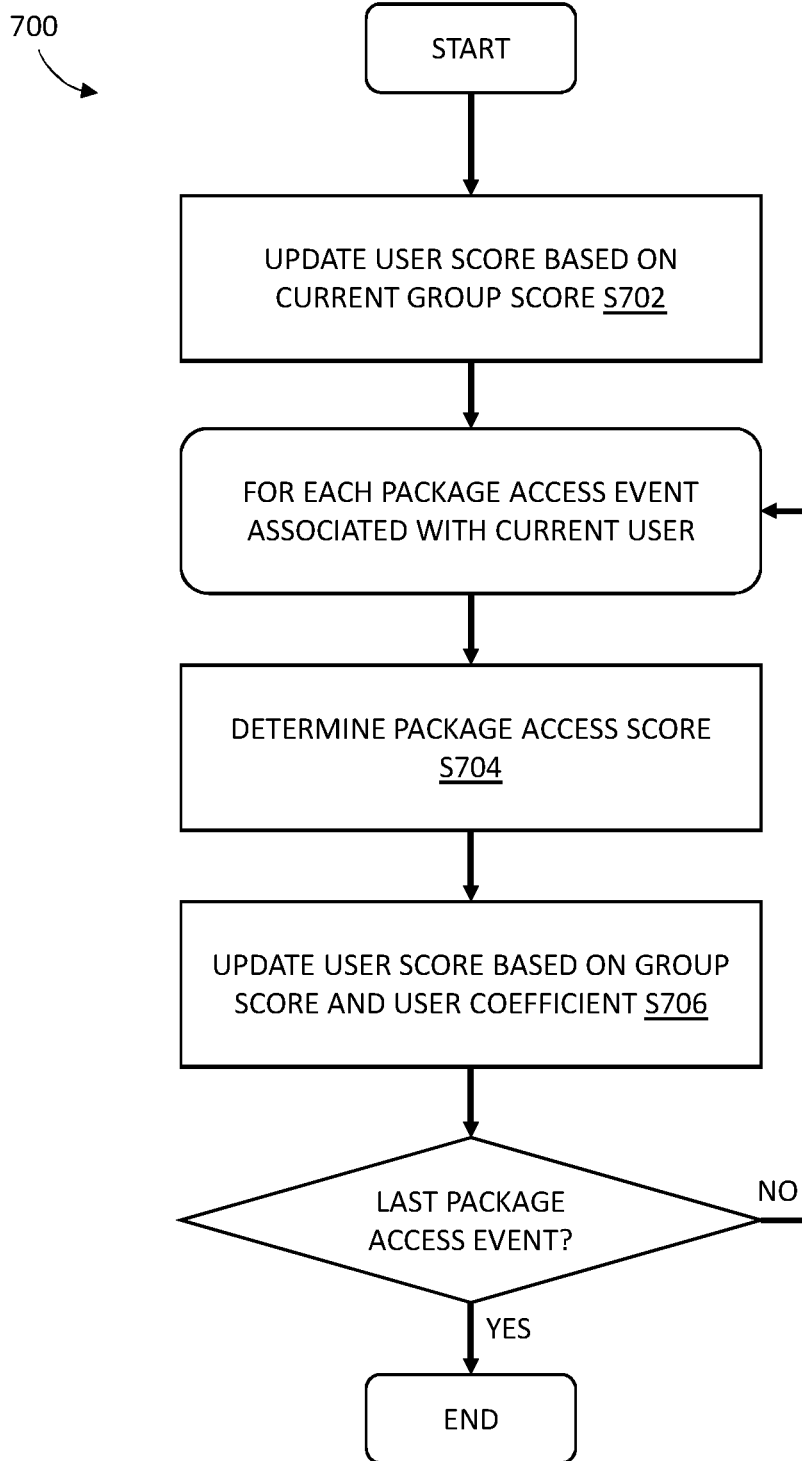 700
START
UPDATE USER SCORE BASED ON
CURRENT GROUP SCORE S702
FOR EACH PACKAGE ACCESS EVENT
ASSOCIATED WITH CURRENT USER
DETERMINE PACKAGE ACCESS SCORE
S704
UPDATE USER SCORE BASED ON GROUP
SCORE AND USER COEFFICIENT S706
LAST PACKAGE
ACCESS EVENT?
NO
YES
END